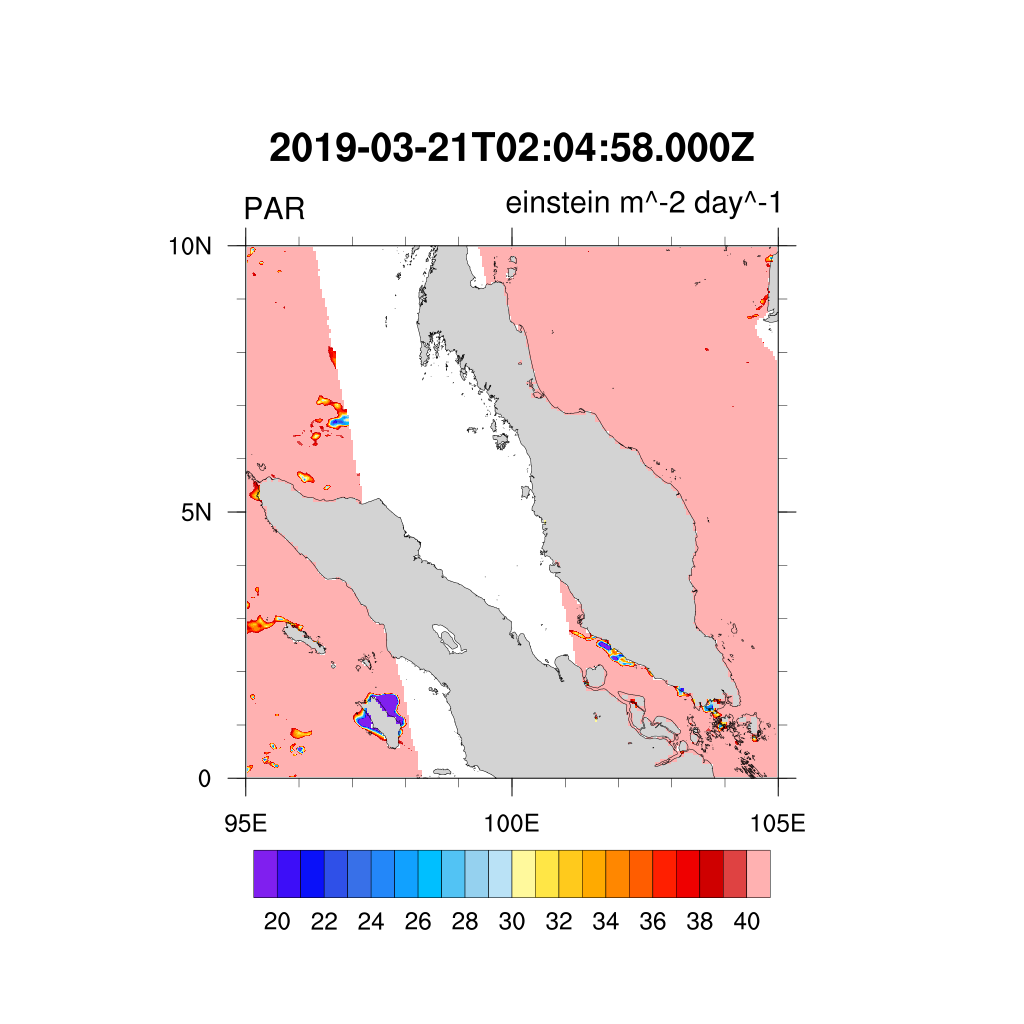 2019-03-21T02:04:58.000Z
PAR einstein m^-2 day^-1
10N
5N
0
95E 100E 105E
20 22 24 26 28 30 32 34 36 38 40